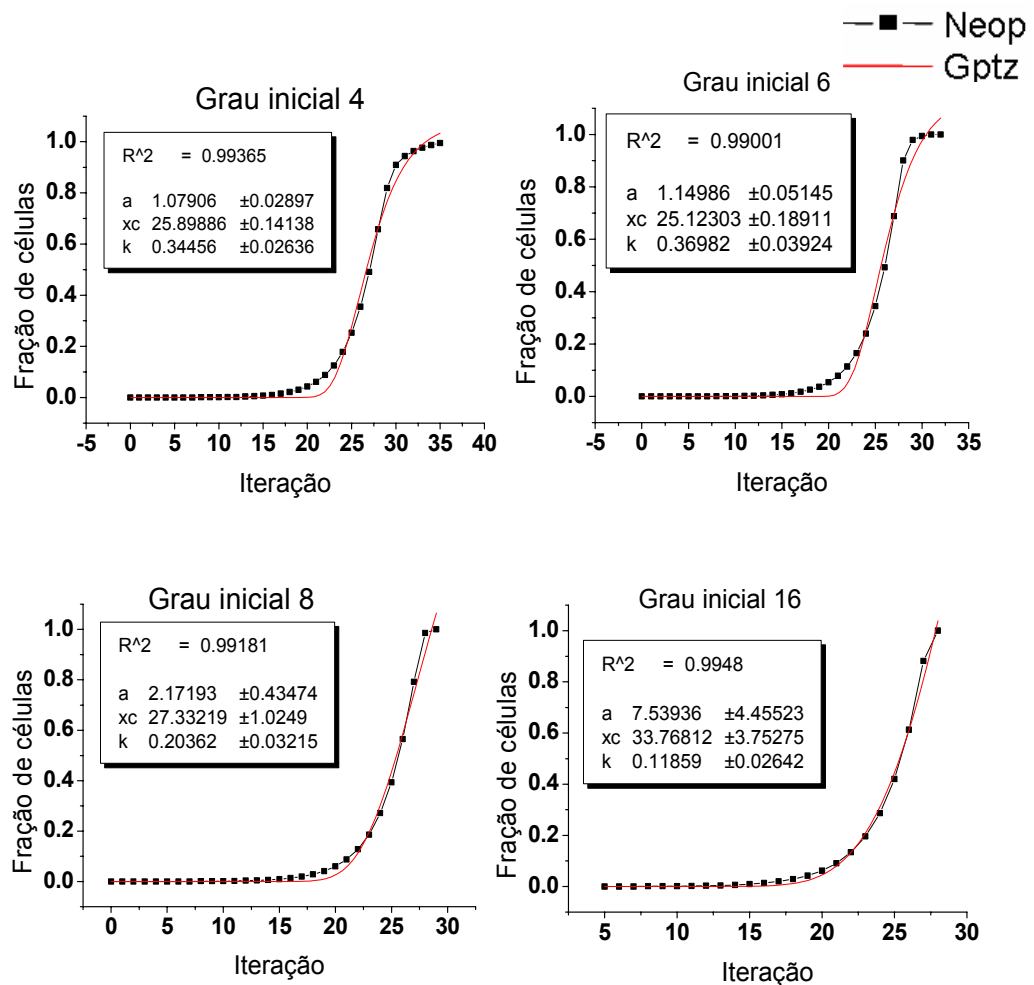 Neop
Gptz
Grau inicial 4
R^2 = 0.99365
a 1.07906 ±0.02897
xc 25.89886 ±0.14138
k 0.34456 ±0.02636
Fração de células
1.0
0.8
0.6
0.4
0.2
0.0
-5 0 5 10 15 20 25 30 35 40
Iteração
Grau inicial 6
R^2 = 0.99001
a 1.14986 ±0.05145
xc 25.12303 ±0.18911
k 0.36982 ±0.03924
Fração de células
1.0
0.8
0.6
0.4
0.2
0.0
-5 0 5 10 15 20 25 30 35
Iteração
Grau inicial 8
R^2 = 0.99181
a 2.17193 ±0.43474
xc 27.33219 ±1.0249
k 0.20362 ±0.03215
Fração de células
1.0
0.8
0.6
0.4
0.2
0.0
0 5 10 15 20 25 30
Iteração
Grau inicial 16
R^2 = 0.9948
a 7.53936 ±4.45523
xc 33.76812 ±3.75275
k 0.11859 ±0.02642
Fração de células
1.0
0.8
0.6
0.4
0.2
0.0
5 10 15 20 25 30
Iteração